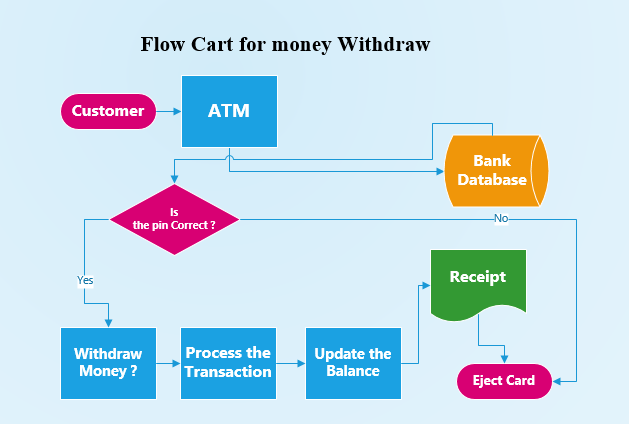 Flow Cart for money Withdraw
Customer
ATM
Bank
Database
Is
the pin Correct ?
No
Yes
Receipt
Withdraw
Money ?
Process the
Transaction
Update the
Balance
Eject Card